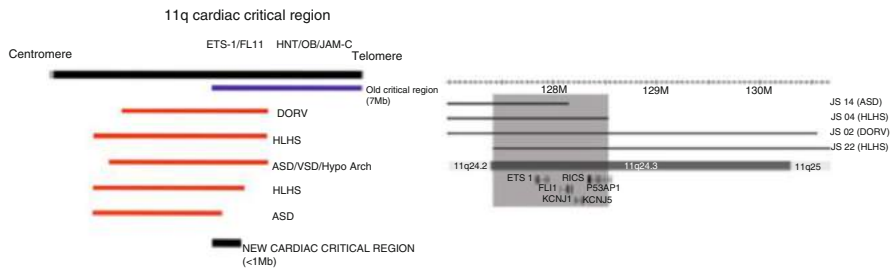 11q cardiac critical region
ETS-1/FL11 HNT/OB/JAM-C
Centromere
Telomere
Old critical region
(7Mb)
DORV
HLHS
ASD/VSD/Hypo Arch
HLHS
ASD
NEW CARDIAC CRITICAL REGION
(<1Mb)
128M 129M 130M
JS 14 (ASD)
JS 04 (HLHS)
JS 02 (DORV)
JS 22 (HLHS)
11q24.2 11q24.3 11q25
ETS 1 RICS
FLI1 P53AP1
KCNJ1 KCNJ5